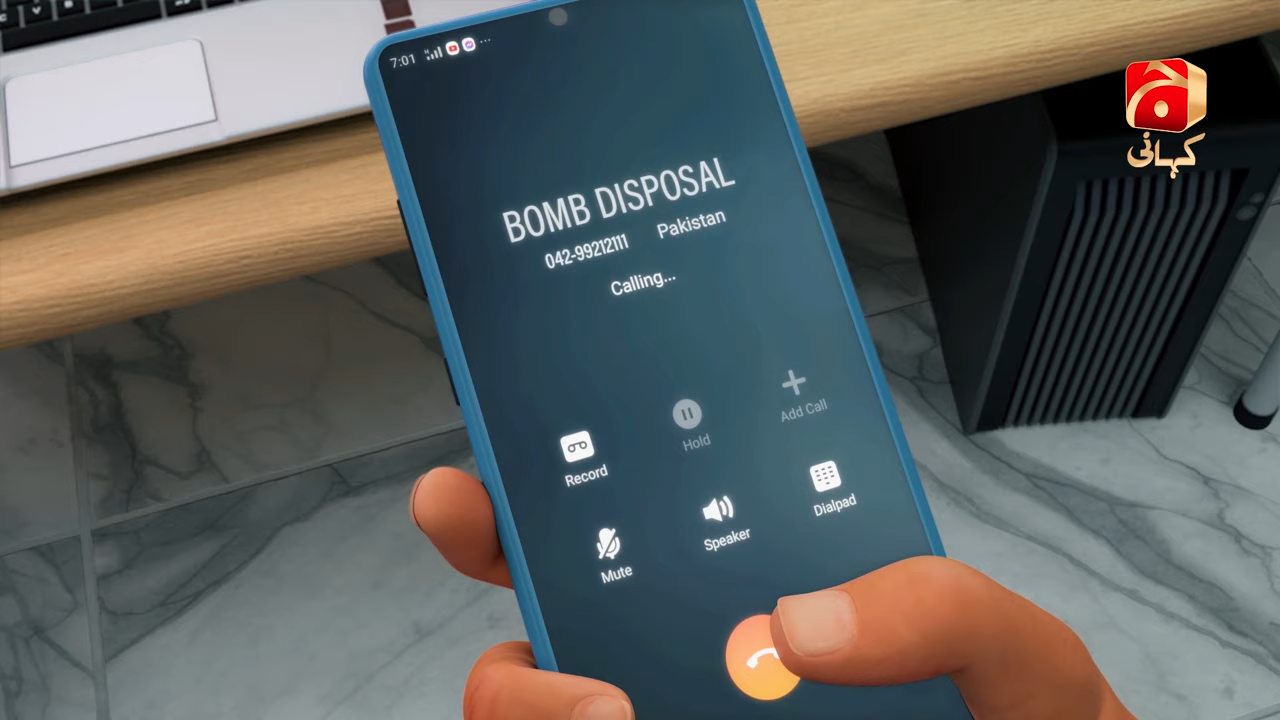 7:01
BOMB DISPOSAL
042-99212111 Pakistan
Calling...
Record
Hold
Add Call
Mute
Speaker
Dialpad
کہانی